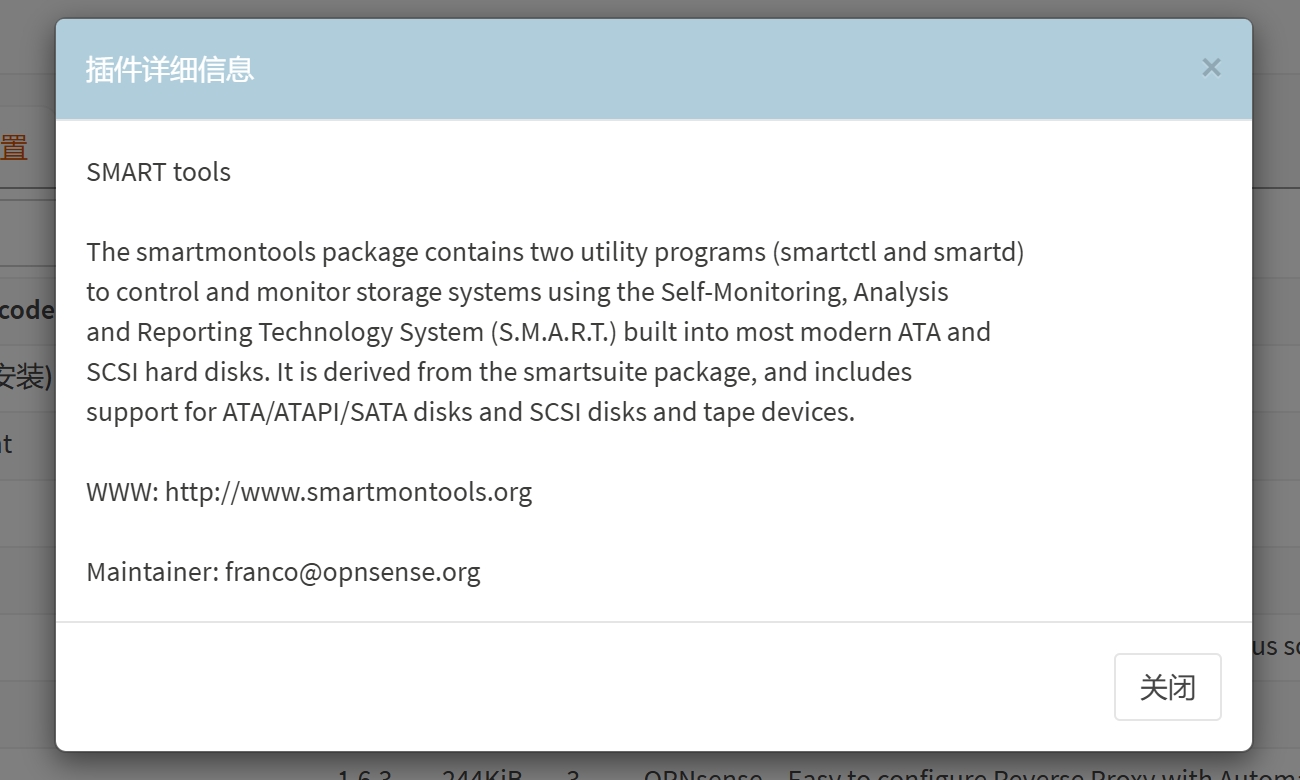 插件详细信息
×
置
SMART tools
The smartmontools package contains two utility programs (smartctl and smartd)
to control and monitor storage systems using the Self-Monitoring, Analysis
code
and Reporting Technology System (S.M.A.R.T.) built into most modern ATA and
安装)
SCSI hard disks. It is derived from the smartsuite package, and includes
support for ATA/ATAPI/SATA disks and SCSI disks and tape devices.
WWW: http://www.smartmontools.org
Maintainer: franco@opnsense.org
关闭
1.6.3 244KiB 3 OPNsense Easy to configure Reverse Proxy with Autom